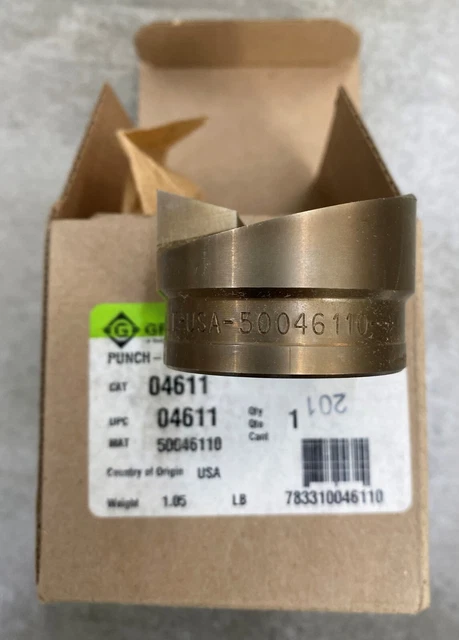 -USA-50046110
G GR
PUNCH-
CAT 04611
UPC 04611 Qty Qte Cant 1 201
MAT 50046110
Country of Origin USA
Weight 1.05 LB 783310046110